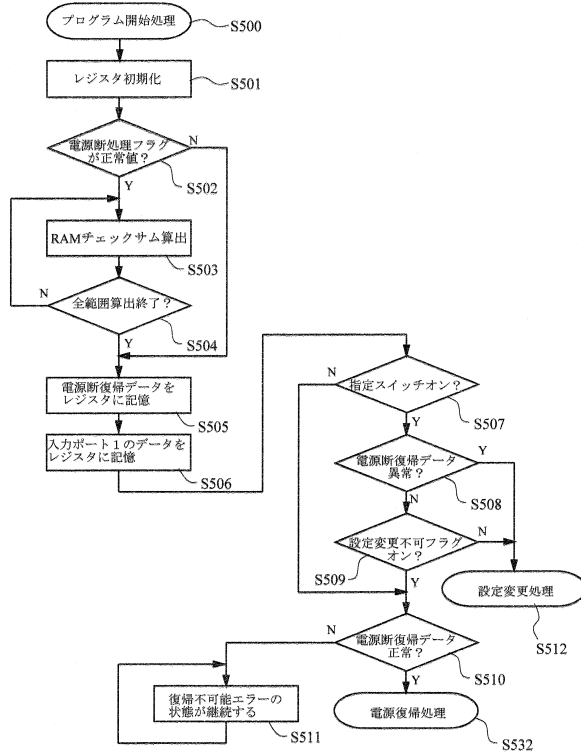 プログラム開始処理
S500
レジスタ初期化
S501
電源断処理フラグ
が正常値？
N
Y
S502
RAMチェックサム算出
S503
N
全範囲算出終了？
Y
S504
電源断復帰データを
レジスタに記憶
S505
入力ポート１のデータを
レジスタに記憶
S506
N
指定スイッチオン？
Y
S507
電源断復帰データ
異常？
Y
N
S508
設定変更不可フラグ
オン？
N
S509
Y
設定変更処理
S512
N
電源断復帰データ
正常？
Y
S510
復帰不可能エラーの
状態が継続する
S511
電源復帰処理
S532